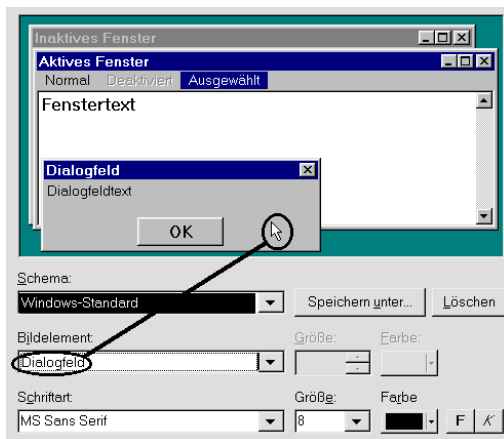 Inaktives Fenster
Aktives Fenster
Normal Deaktiviert Ausgewählt
Fenstertext
Dialogfeld
Dialogfeldtext
OK
Schema:
Windows-Standard Speichern unter... Löschen
Bildelement: Größe: Farbe:
Dialogfeld
Schriftart: Größe: Farbe
MS Sans Serif 8 F K